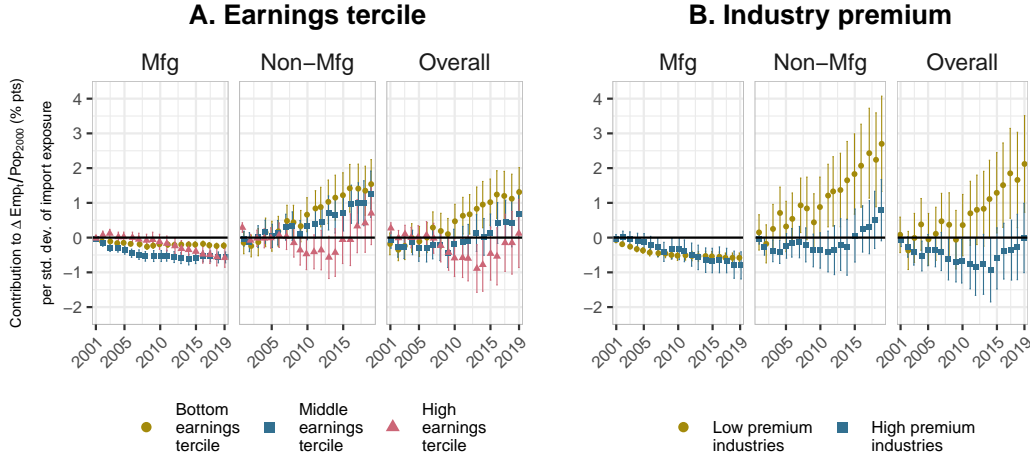 A. Earnings tercile
B. Industry premium
Mfg
Non−Mfg
Overall
Mfg
Non−Mfg
Overall
Contribution to Δ Empt/Pop2000 (% pts)
per std. dev. of import exposure
4
3
2
1
0
−1
−2
4
3
2
1
0
−1
−2
2001
2005
2010
2015
2019
2001
2005
2010
2015
2001
2005
2010
2015
2019
2001
2005
2010
2015
2019
2001
2005
2010
2015
2001
2005
2010
2015
2019
Bottom
earnings
tercile
Middle
earnings
tercile
High
earnings
tercile
Low premium
industries
High premium
industries